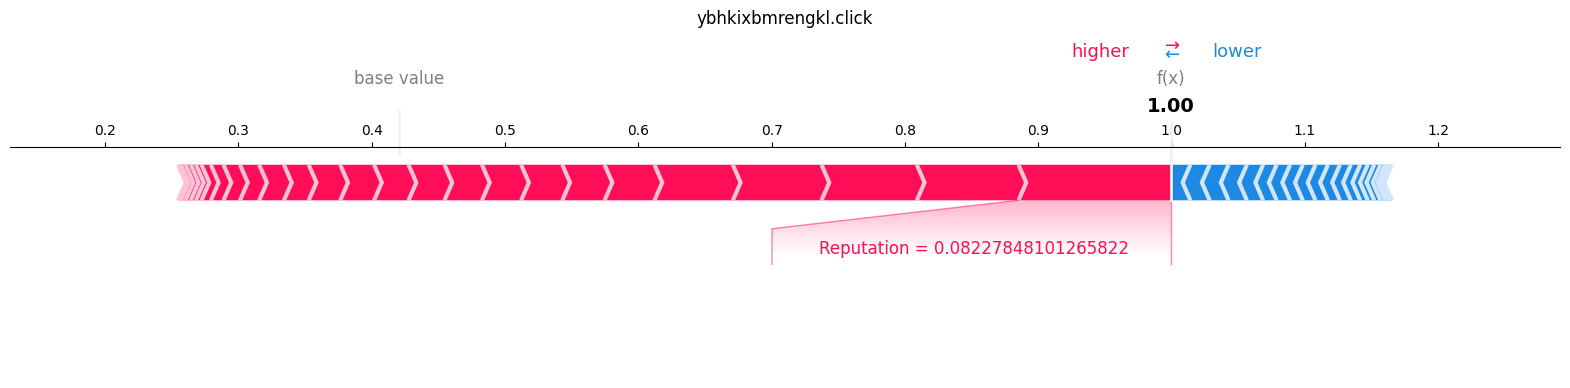 ybhkixbmrengkl.click
higher ⇄ lower
base value f(x)
1.00
0.2 0.3 0.4 0.5 0.6 0.7 0.8 0.9 1.0 1.1 1.2
Reputation = 0.08227848101265822